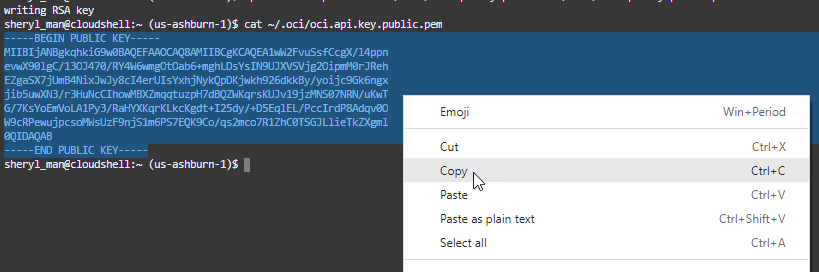 writing RSA key
sheryl_man@cloudshell:~ (us-ashburn-1)$ cat ~/.oci/oci.api.key.public.pem
-----BEGIN PUBLIC KEY-----
MIIBIjANBgkqhkiG9w0BAQEFAAOCAQ8AMIIBCgKCAQEA1wW2FvuSsfCcgX/l4ppn
evwX90lgC/13OJ470/RY4W6wmgOtOab6+mghLDsYsIN9UJXVSVjg2OipmM0rJReh
EZgaSX7jUmB4NixJwJy8cI4erUIsYxhjNykQpDKjwkh926dkkBy/yoijc9Gk6ngx
jib5uwXN3/r3HuNcCIhowMBXZmqqtuzpH7dBQZWKqrsKUJv19jzMNS07NRN/uKwT
G/7KsYoEmVoLA1Py3/RaHYXKqrKLkcKgdt+I25dy/+D5EqlEL/PccIrdP8Adqv0O
W9cRPewujpcsoMWsUzF9njS1m6PS7EQK9Co/qs2mco7R1ZhC0TSGJLlieTkZXgml
0QIDAQAB
-----END PUBLIC KEY-----
sheryl_man@cloudshell:~ (us-ashburn-1)$
Emoji Win+Period
Cut Ctrl+X
Copy Ctrl+C
Paste Ctrl+V
Paste as plain text Ctrl+Shift+V
Select all Ctrl+A